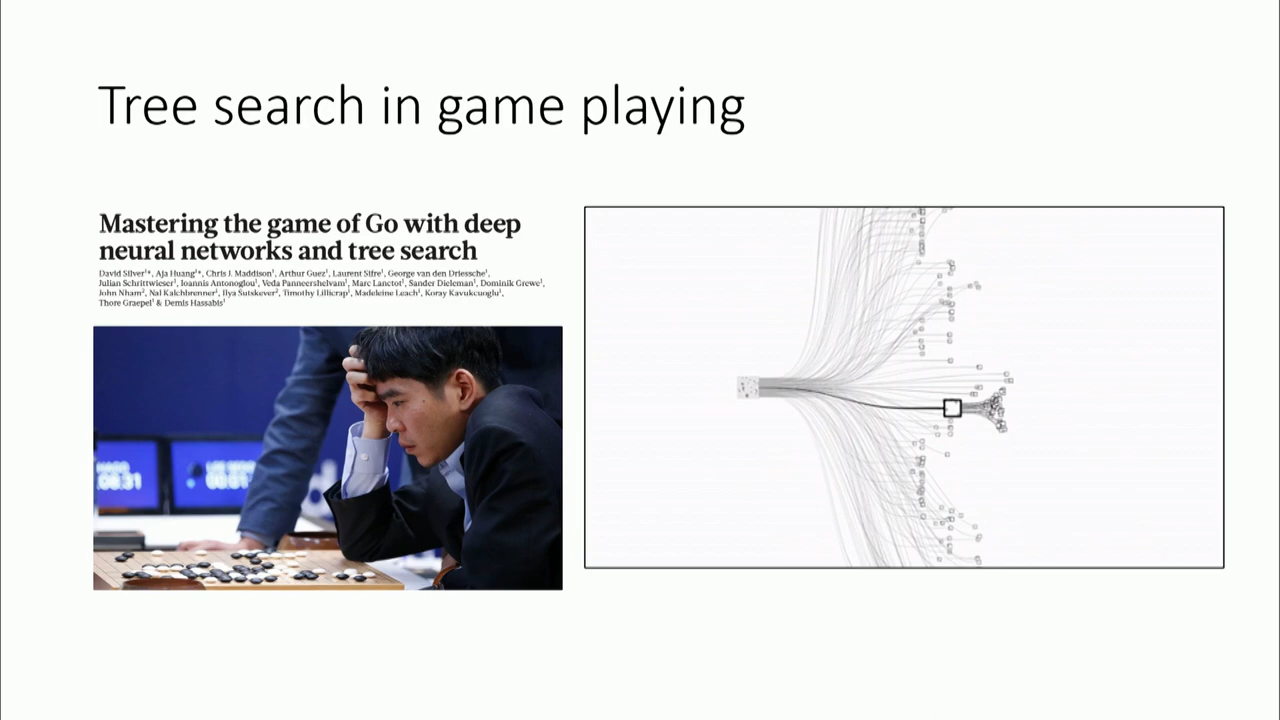 Tree search in game playing
Mastering the game of Go with deep
neural networks and tree search
David Silver¹*, Aja Huang¹*, Chris J. Maddison¹, Arthur Guez¹, Laurent Sifre¹, George van den Driessche¹,
Julian Schrittwieser¹, Ioannis Antonoglou¹, Veda Panneershelvam¹, Marc Lanctot¹, Sander Dieleman¹, Dominik Grewe¹,
John Nham², Nal Kalchbrenner¹, Ilya Sutskever², Timothy Lillicrap¹, Madeleine Leach¹, Koray Kavukcuoglu¹,
Thore Graepel¹ & Demis Hassabis¹